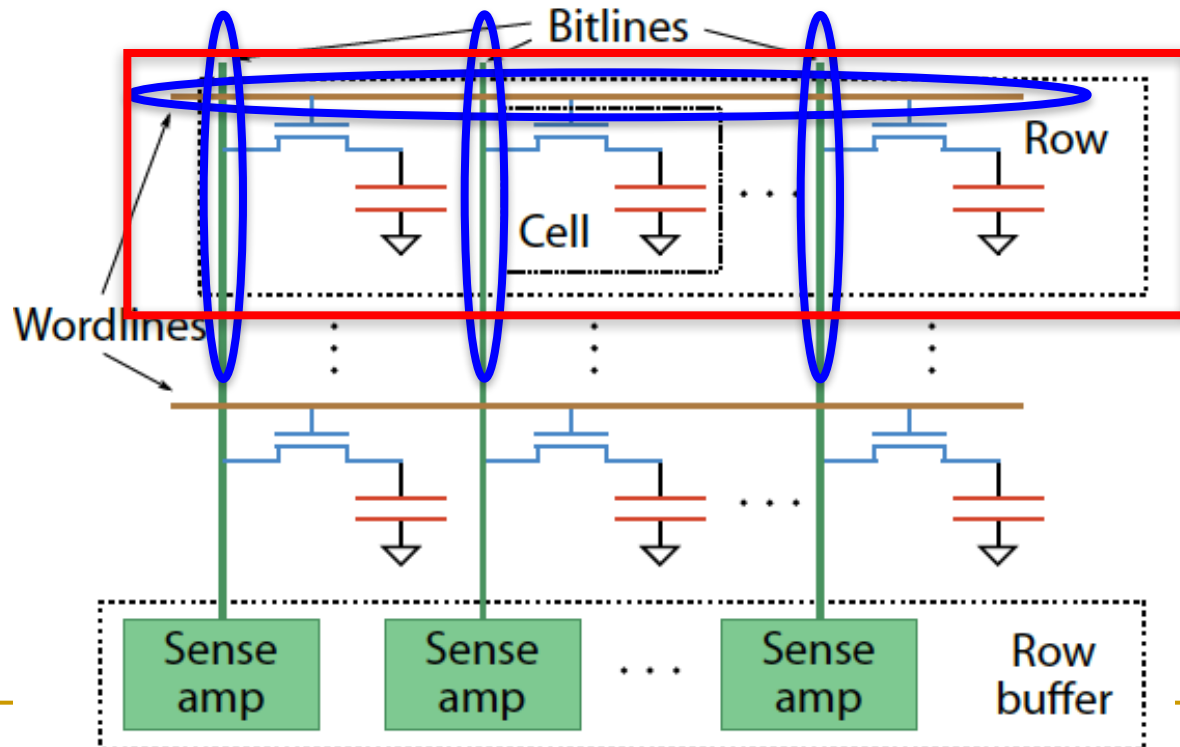 Bitlines
Row
Cell
Wordlines
Sense
amp
Sense
amp
Sense
amp
Row
buffer